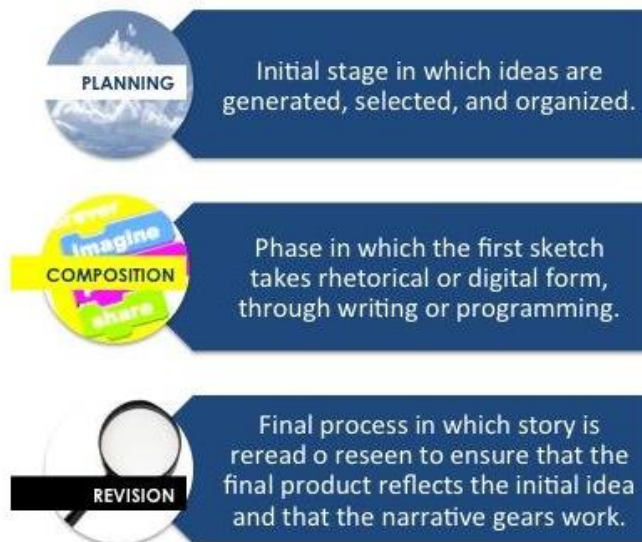 PLANNING
Initial stage in which ideas are
generated, selected, and organized.
imagine
COMPOSITION
share
Phase in which the first sketch
takes rhetorical or digital form,
through writing or programming.
REVISION
Final process in which story is
reread o reseen to ensure that the
final product reflects the initial idea
and that the narrative gears work.